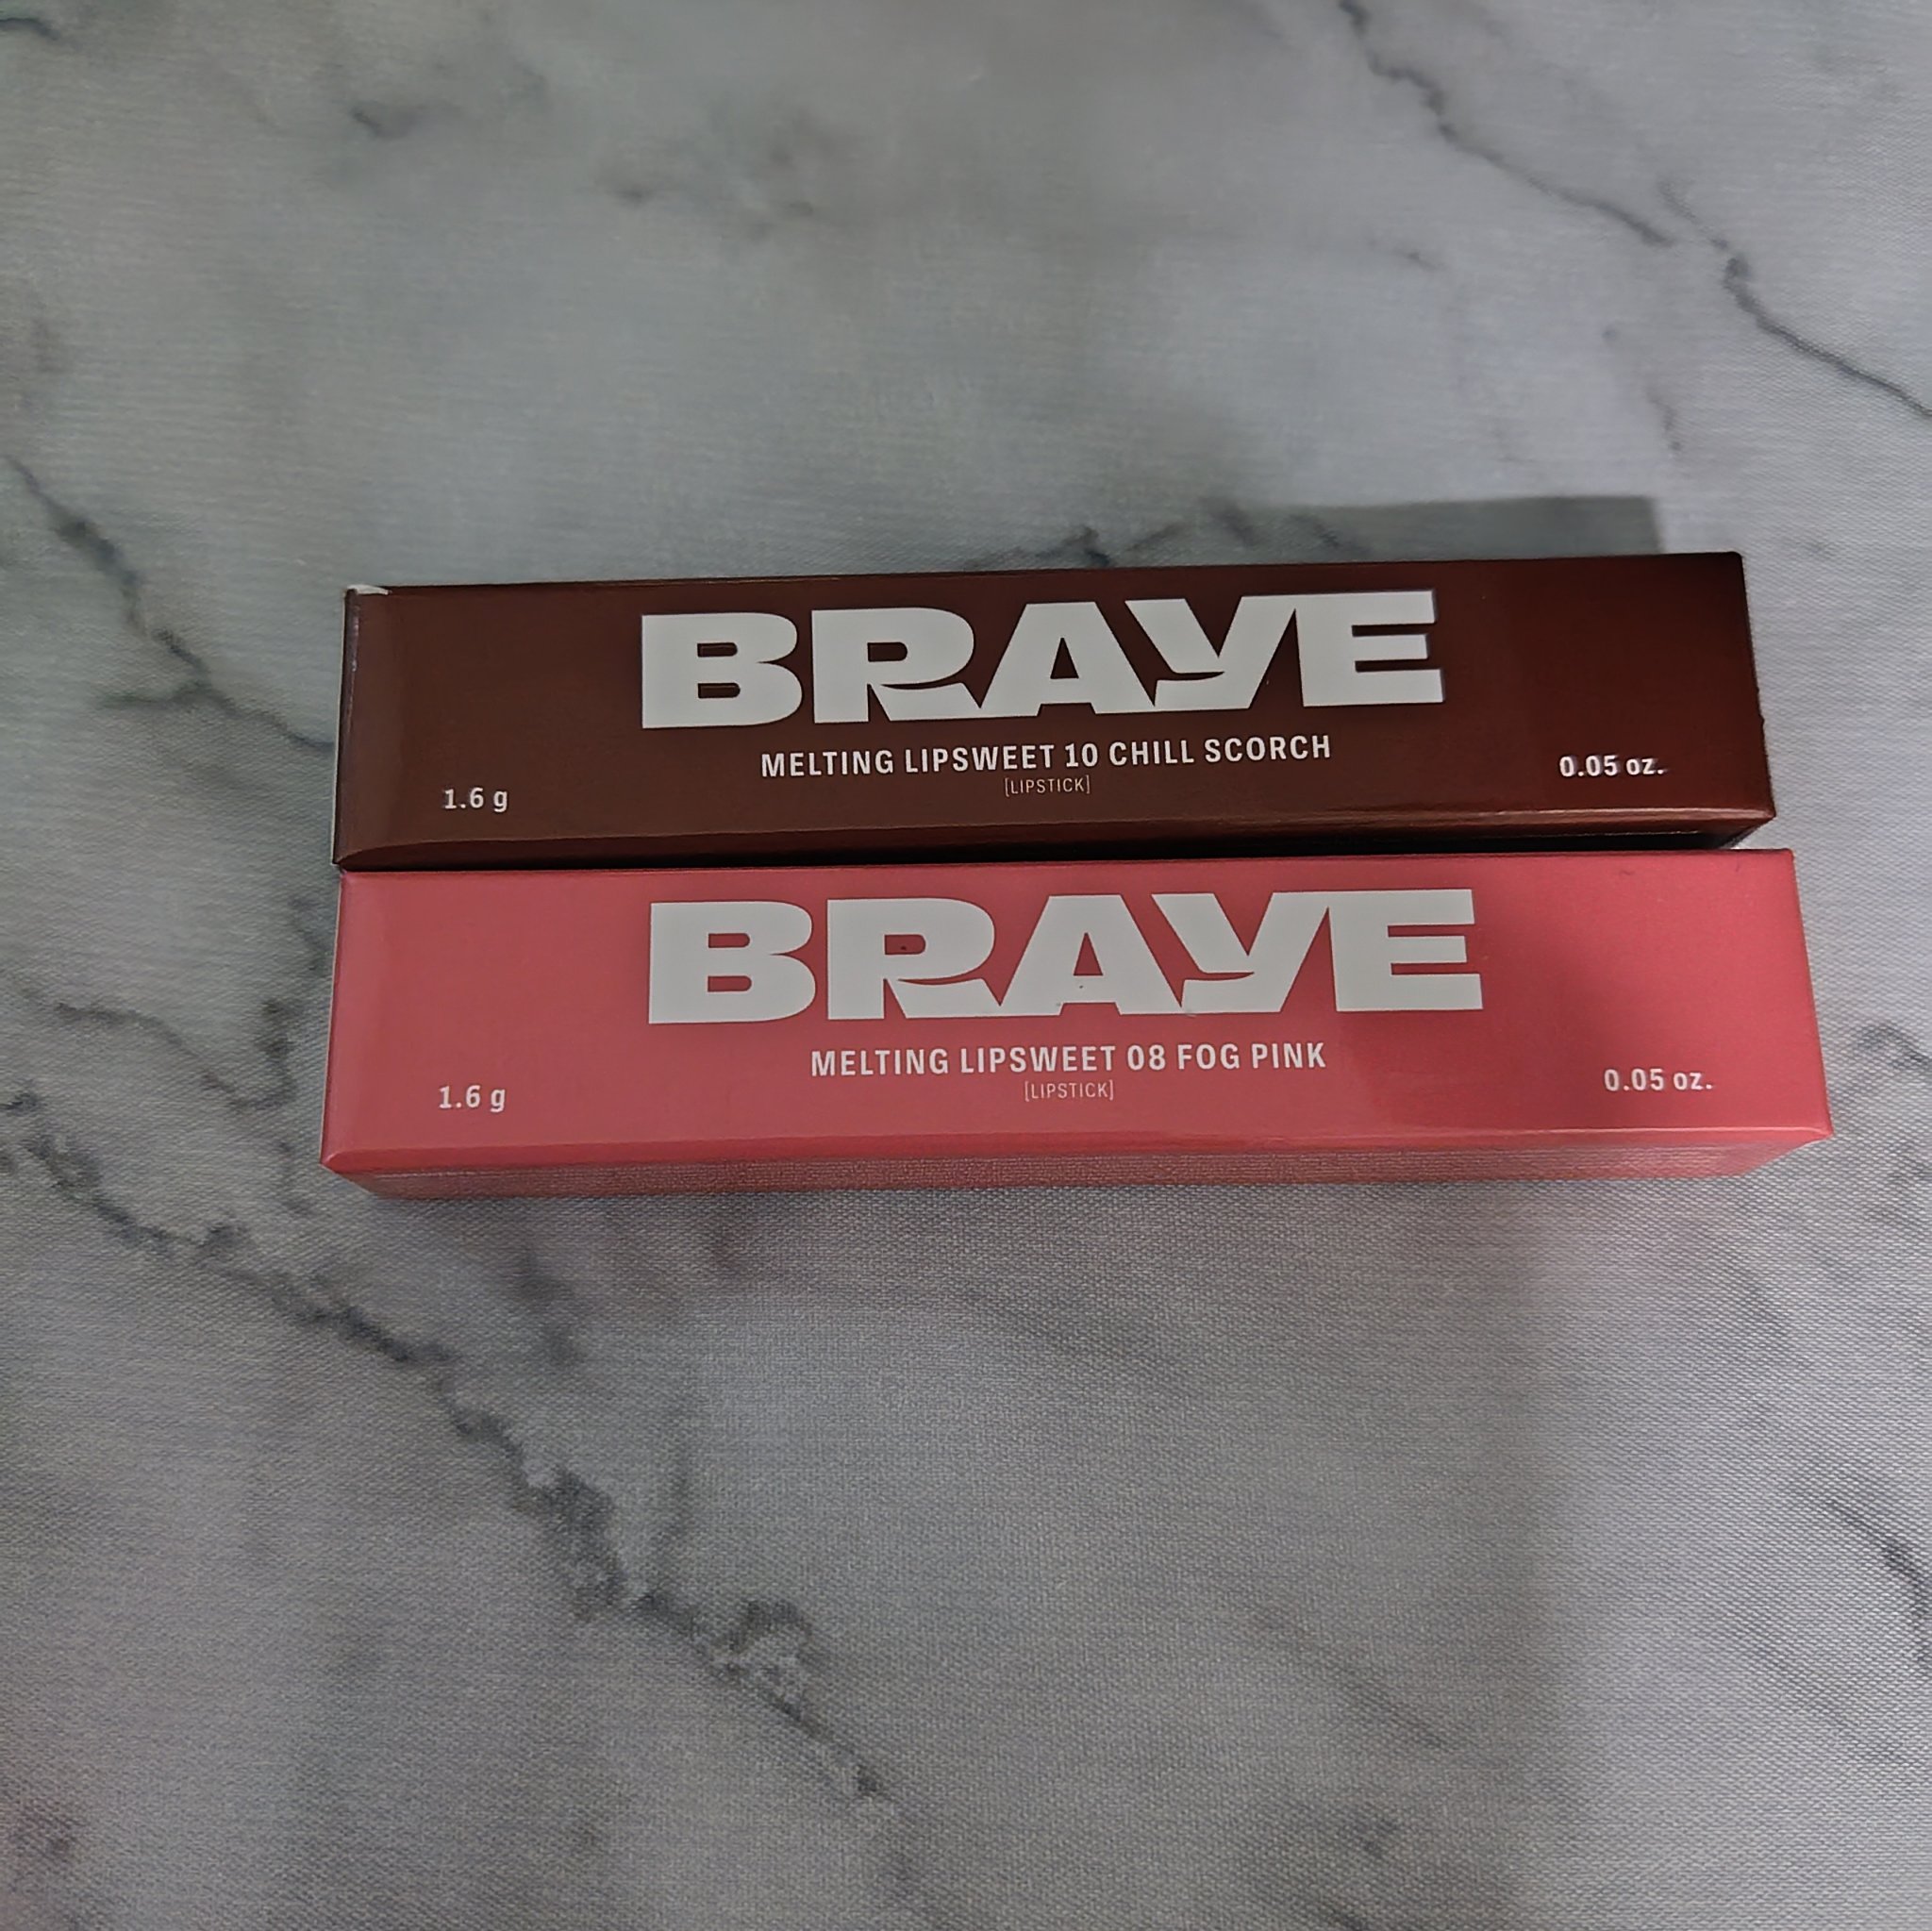 BRAYE
MELTING LIPSWEET 10 CHILL SCORCH
[LIPSTICK]
1.6 g
0.05 oz.
BRAYE
MELTING LIPSWEET 08 FOG PINK
[LIPSTICK]
1.6 g
0.05 oz.